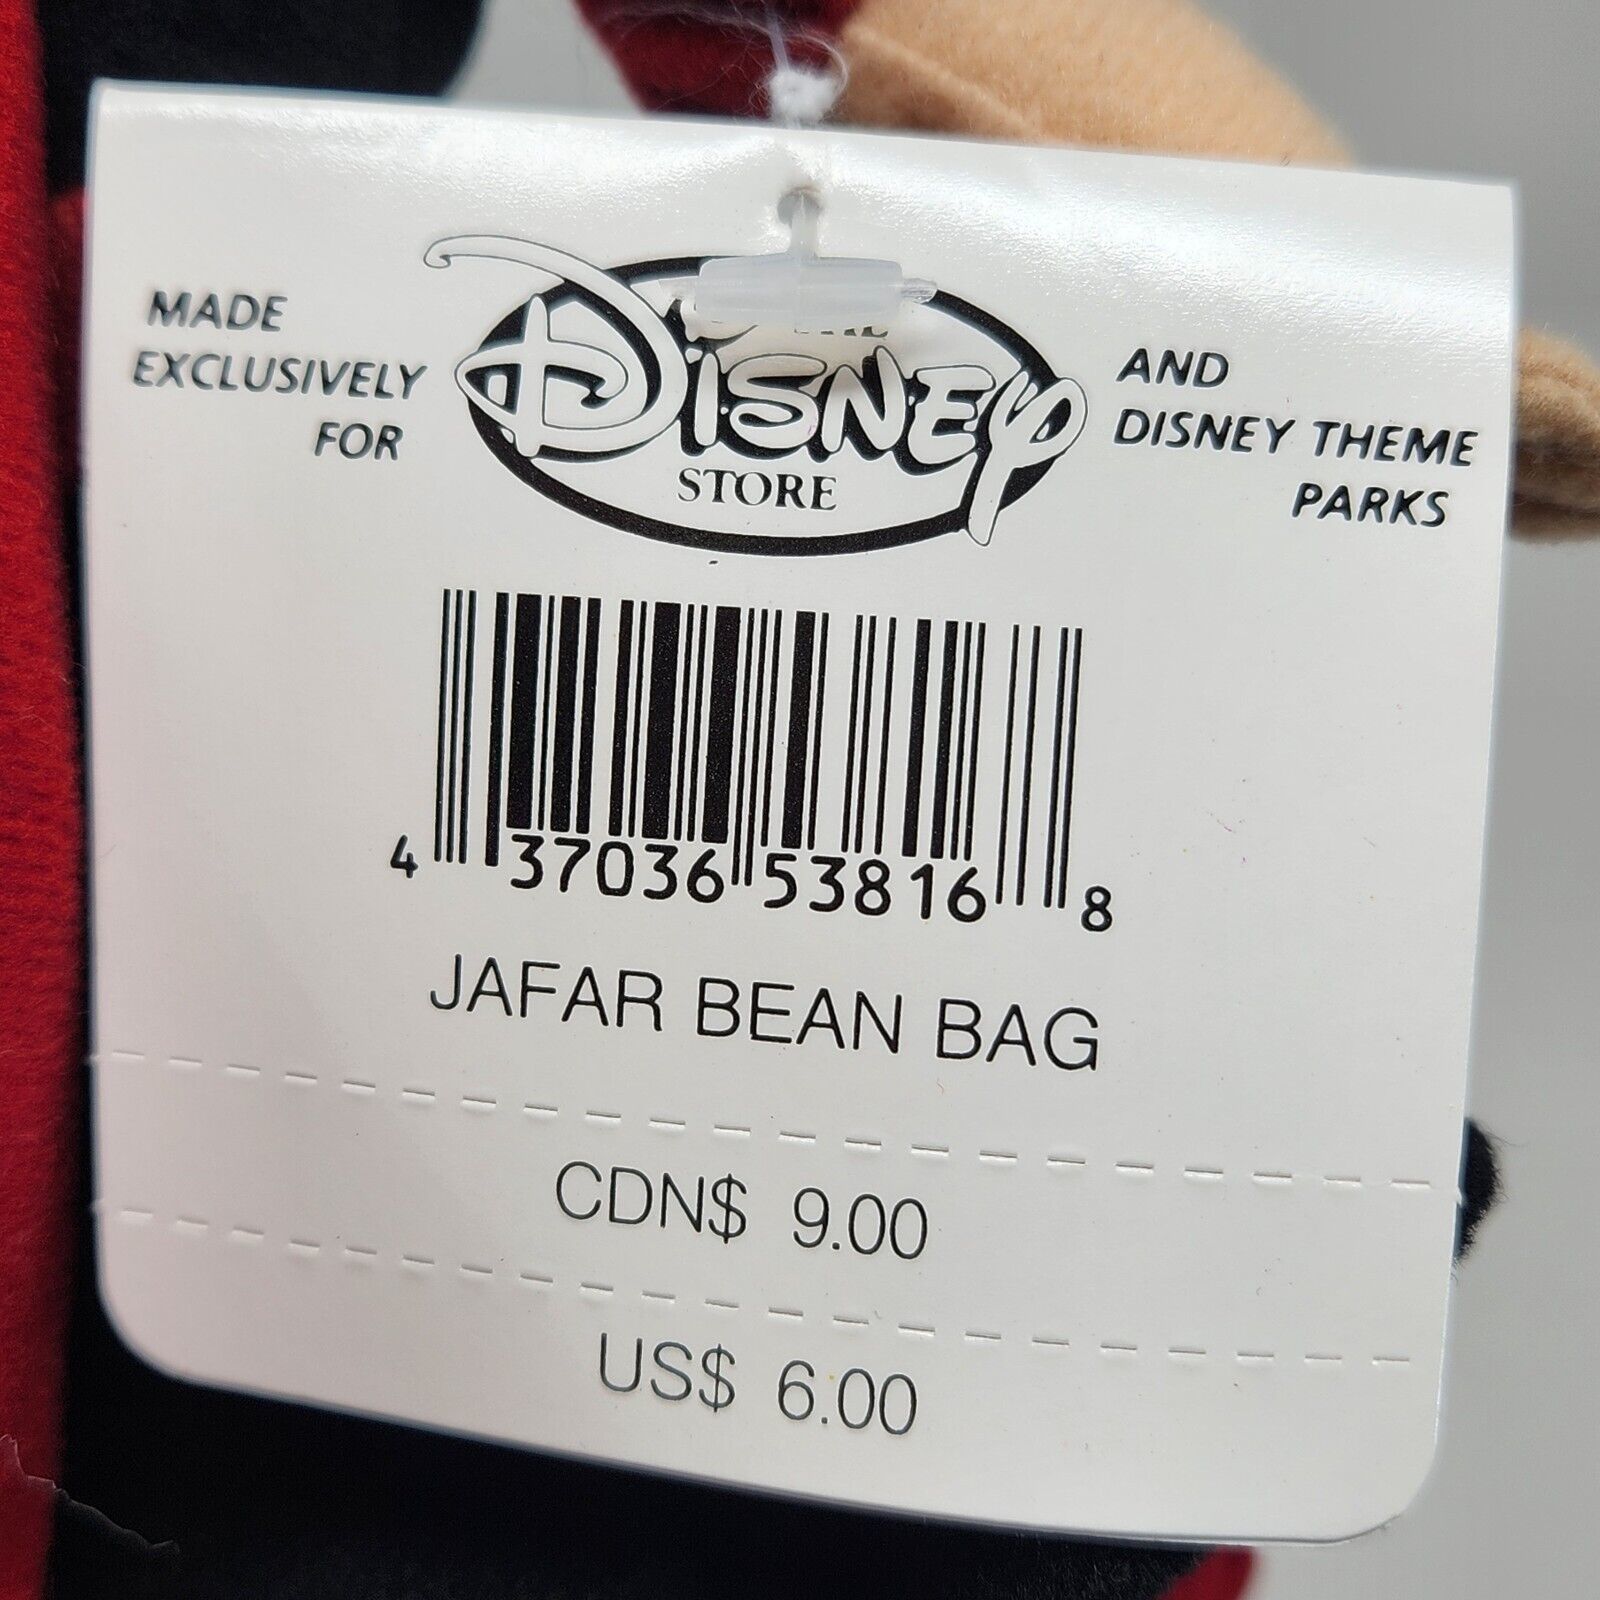 MADE
EXCLUSIVELY
FOR
THE
DISNEY
STORE
AND
DISNEY THEME
PARKS
4 37036 53816 8
JAFAR BEAN BAG
CDN$ 9.00
US$ 6.00